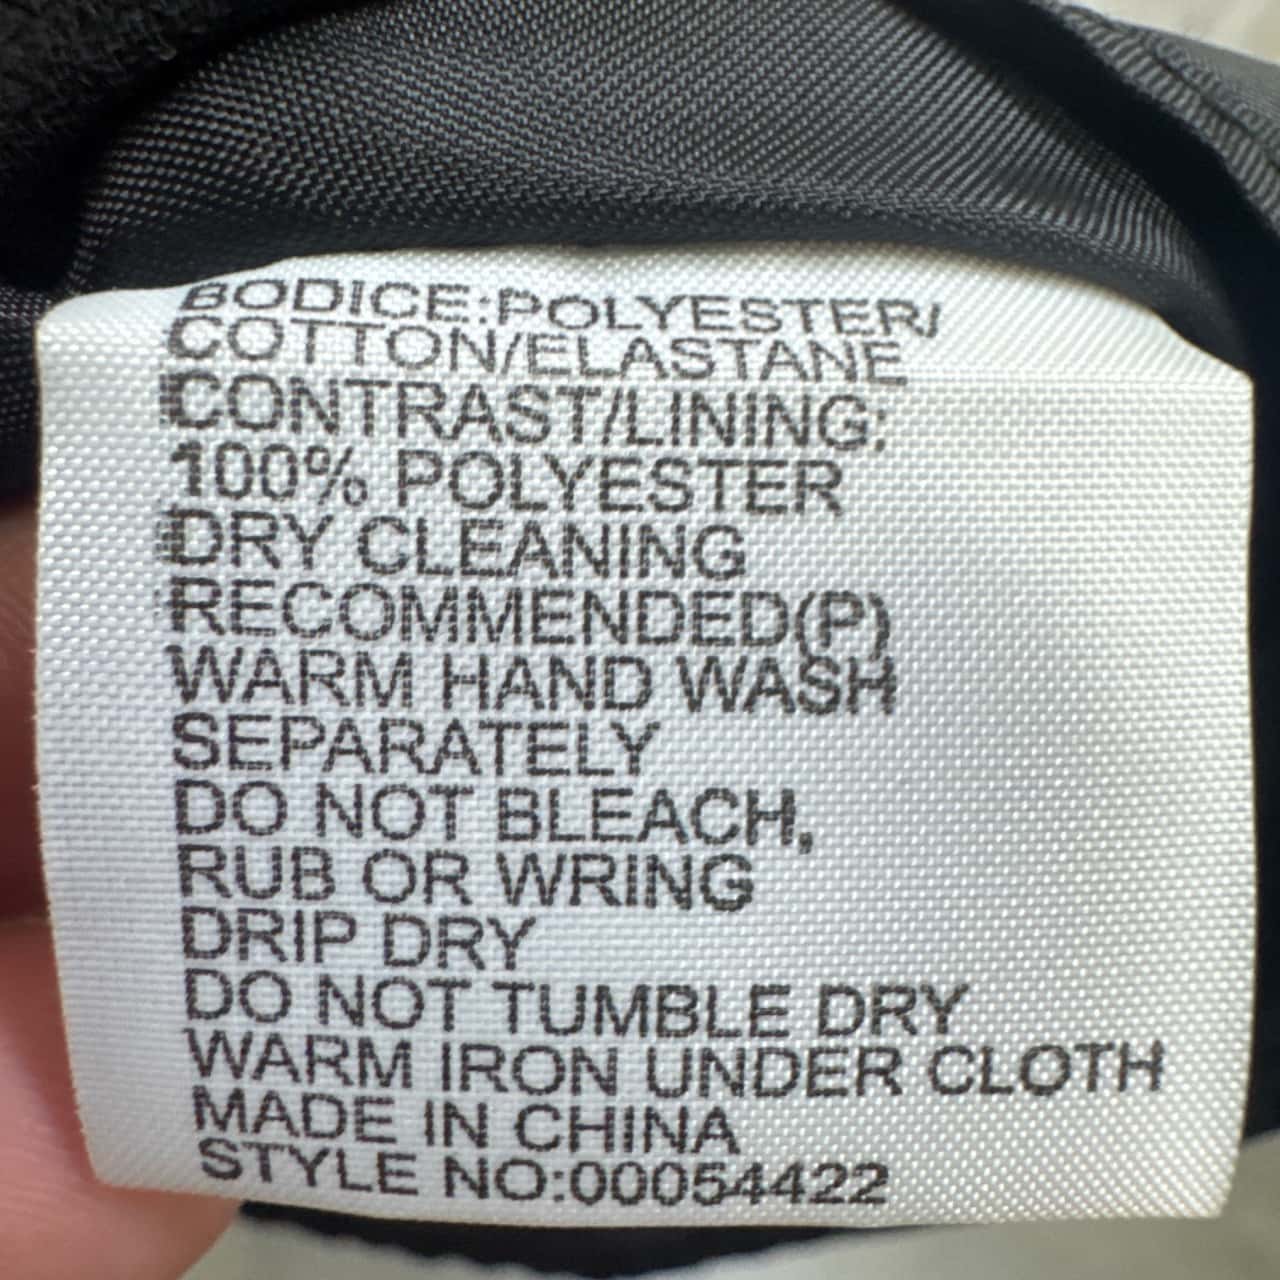 BODICE:POLYESTER/
COTTON/ELASTANE
CONTRAST/LINING:
100% POLYESTER
DRY CLEANING
RECOMMENDED(P)
WARM HAND WASH
SEPARATELY
DO NOT BLEACH,
RUB OR WRING
DRIP DRY
DO NOT TUMBLE DRY
WARM IRON UNDER CLOTH
MADE IN CHINA
STYLE NO:00054422